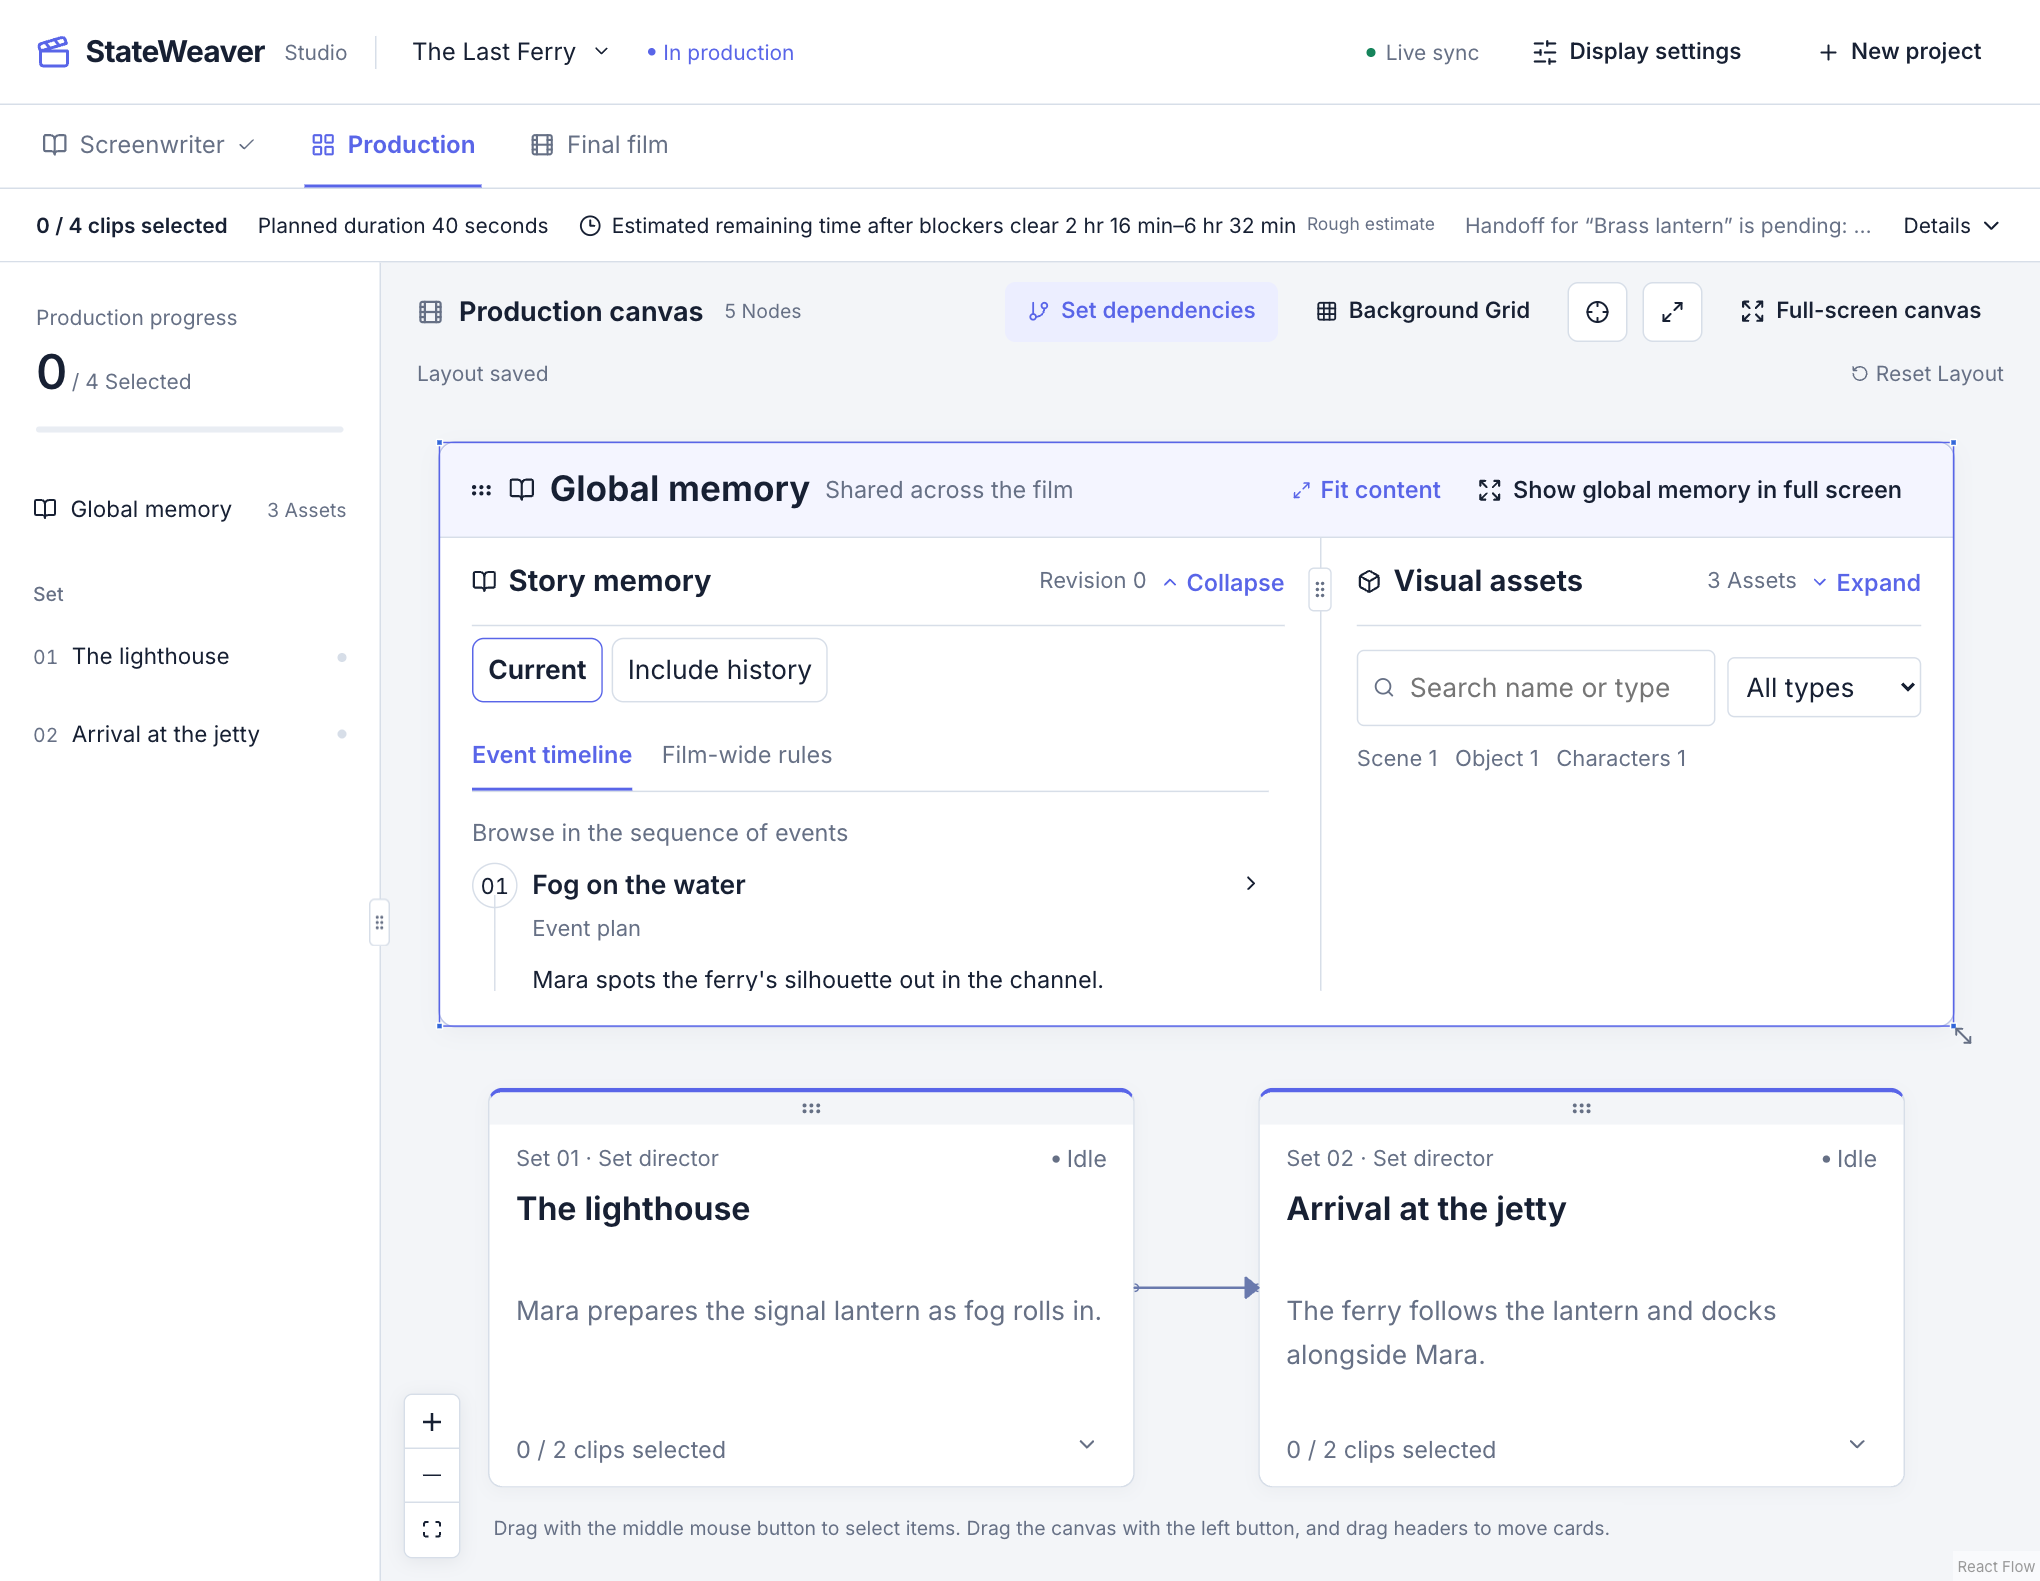 StateWeaver Studio The Last Ferry In production Live sync Display settings New project
Screenwriter Production Final film
0 / 4 clips selected Planned duration 40 seconds Estimated remaining time after blockers clear 2 hr 16 min–6 hr 32 min Rough estimate Handoff for “Brass lantern” is pending: ... Details
Production progress
0 / 4 Selected
Global memory 3 Assets
Set
01 The lighthouse
02 Arrival at the jetty
Production canvas 5 Nodes Set dependencies Background Grid Full-screen canvas
Layout saved Reset Layout
Global memory Shared across the film Fit content Show global memory in full screen
Story memory Revision 0 Collapse
Current Include history
Event timeline Film-wide rules
Browse in the sequence of events
01 Fog on the water
Event plan
Mara spots the ferry's silhouette out in the channel.
Visual assets 3 Assets Expand
Search name or type All types
Scene 1 Object 1 Characters 1
Set 01 · Set director Idle
The lighthouse
Mara prepares the signal lantern as fog rolls in.
0 / 2 clips selected
Set 02 · Set director Idle
Arrival at the jetty
The ferry follows the lantern and docks
alongside Mara.
0 / 2 clips selected
Drag with the middle mouse button to select items. Drag the canvas with the left button, and drag headers to move cards.
React Flow